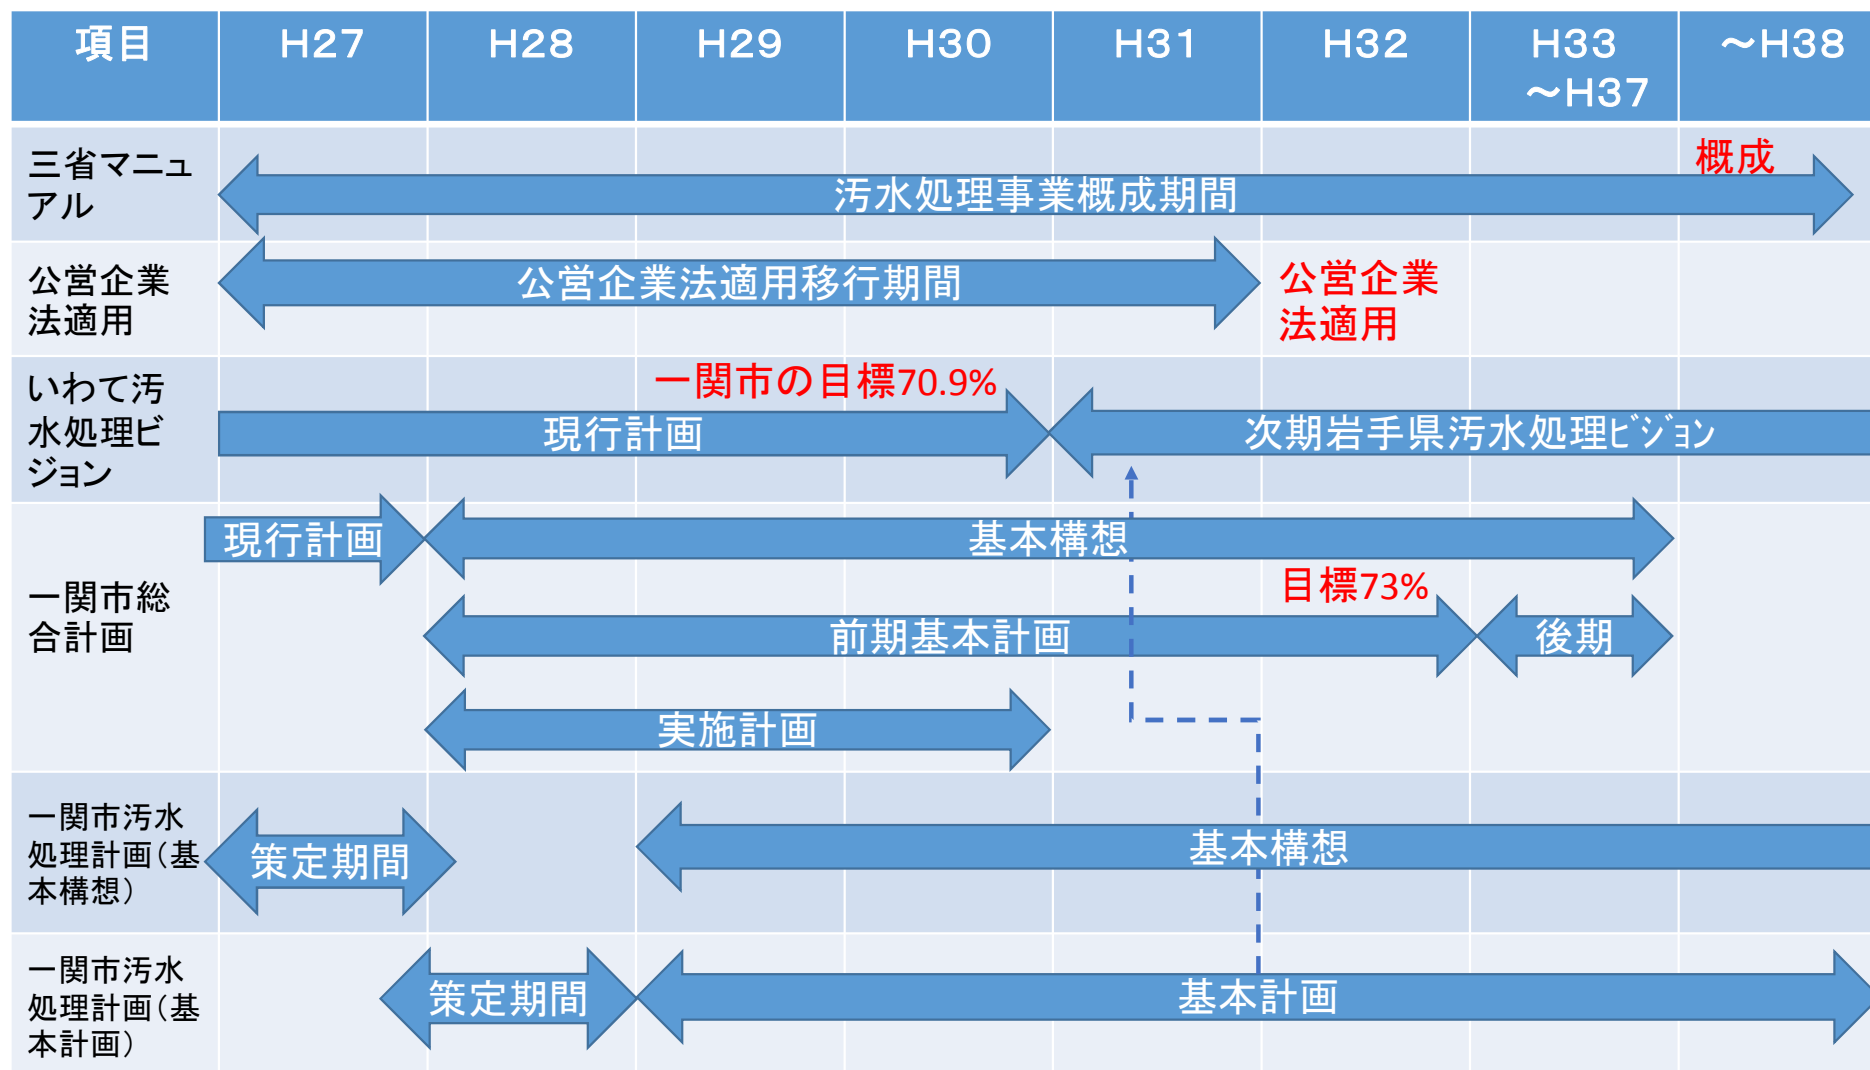 項目
H27
H28
H29
H30
H31
H32
H33
～H37
～H38
三省マニュ
アル
概成
汚水処理事業概成期間
公営企業
法適用
公営企業法適用移行期間
公営企業
法適用
いわて汚
水処理ビ
ジョン
一関市の目標70.9%
現行計画
次期岩手県汚水処理ﾋﾞｼﾞｮﾝ
一関市総
合計画
現行計画
基本構想
目標73%
前期基本計画
後期
実施計画
一関市汚水
処理計画（基
本構想）
策定期間
基本構想
一関市汚水
処理計画（基
本計画）
策定期間
基本計画